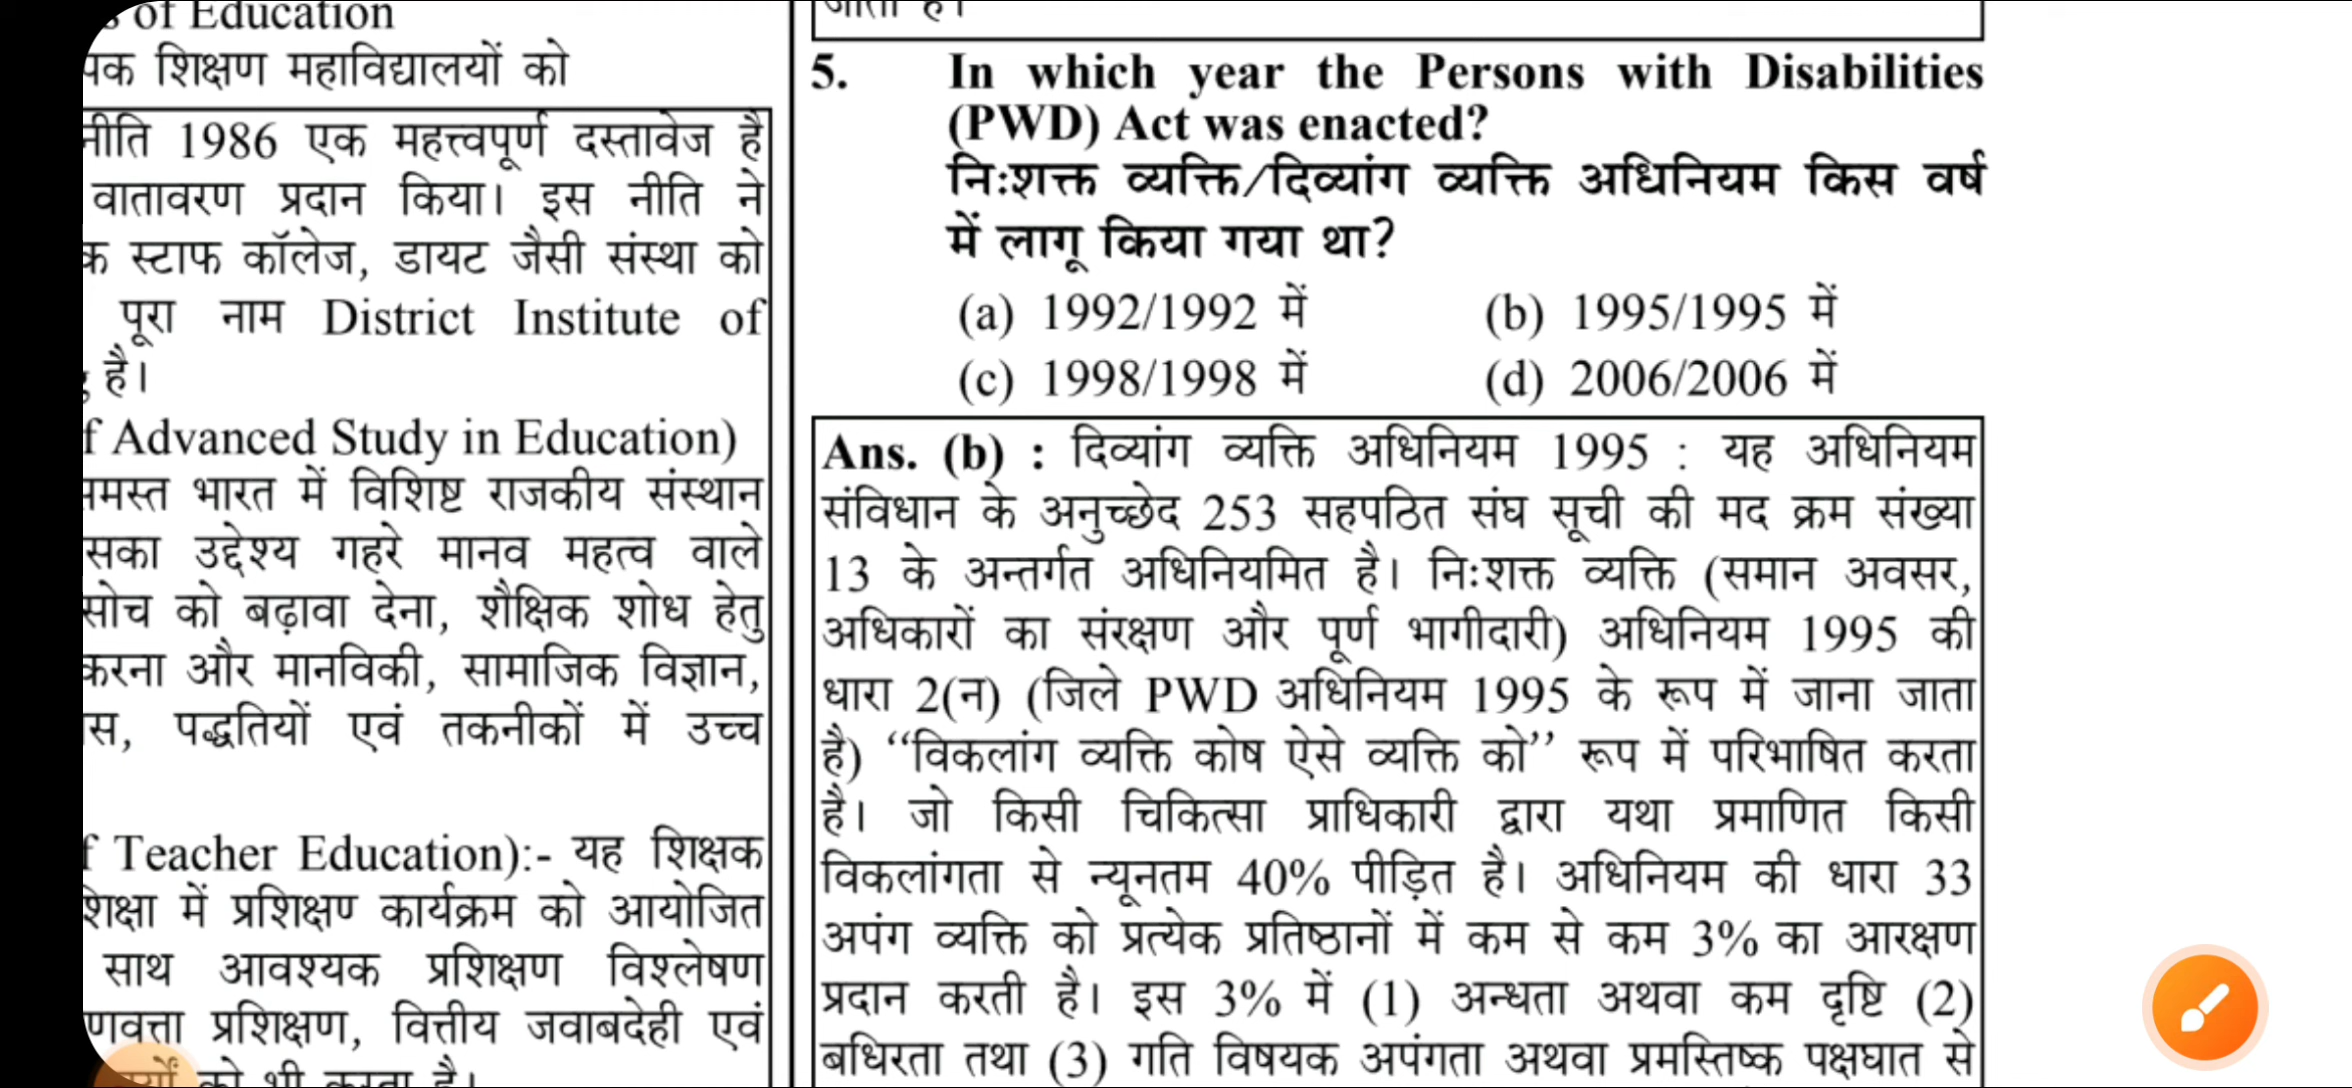 of Education
शिक्षण महाविद्यालयों को
1986 एक महत्त्वपूर्ण दस्तावेज है
वातावरण प्रदान किया। इस नीति ने
स्टाफ कॉलेज, डायट जैसी संस्था को
पूरा नाम District Institute of
है।
Advanced Study in Education)
भारत में विशिष्ट राजकीय संस्थान
उद्देश्य गहरे मानव महत्व वाले
सोच को बढ़ावा देना, शैक्षिक शोध हेतु
करना और मानविकी, सामाजिक विज्ञान,
पद्धतियों एवं तकनीकों में उच्च
Teacher Education):- यह शिक्षक
शिक्षा में प्रशिक्षण कार्यक्रम को आयोजित
साथ आवश्यक प्रशिक्षण विश्लेषण
प्रशिक्षण, वित्तीय जवाबदेही एवं
को भी करता है।
जाता है।
5. In which year the Persons with Disabilities
(PWD) Act was enacted?
निःशक्त व्यक्ति/दिव्यांग व्यक्ति अधिनियम किस वर्ष
में लागू किया गया था?
(a) 1992/1992 में (b) 1995/1995 में
(c) 1998/1998 में (d) 2006/2006 में
Ans. (b) : दिव्यांग व्यक्ति अधिनियम 1995 : यह अधिनियम
संविधान के अनुच्छेद 253 सहपठित संघ सूची की मद क्रम संख्या
13 के अन्तर्गत अधिनियमित है। निःशक्त व्यक्ति (समान अवसर,
अधिकारों का संरक्षण और पूर्ण भागीदारी) अधिनियम 1995 की
धारा 2(न) (जिले PWD अधिनियम 1995 के रूप में जाना जाता
है) “विकलांग व्यक्ति कोष ऐसे व्यक्ति को” रूप में परिभाषित करता
है। जो किसी चिकित्सा प्राधिकारी द्वारा यथा प्रमाणित किसी
विकलांगता से न्यूनतम 40% पीड़ित है। अधिनियम की धारा 33
अपंग व्यक्ति को प्रत्येक प्रतिष्ठानों में कम से कम 3% का आरक्षण
प्रदान करती है। इस 3% में (1) अन्धता अथवा कम दृष्टि (2)
बधिरता तथा (3) गति विषयक अपंगता अथवा प्रमस्तिष्क पक्षघात से